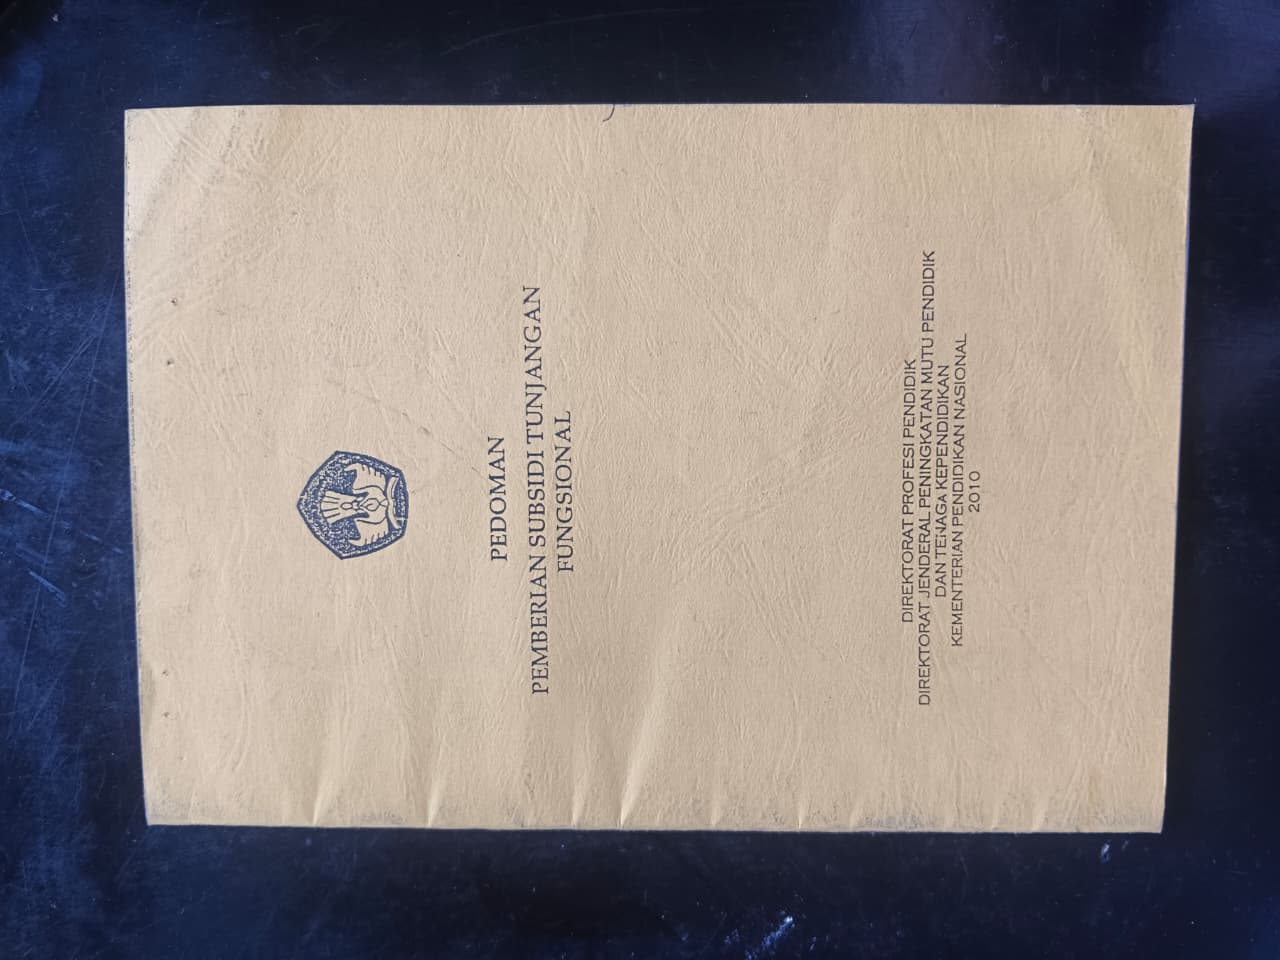 PEDOMAN
PEMBERIAN SUBSIDI TUNJANGAN
FUNGSIONAL
DIREKTORAT PROFESI PENDIDIK
DIREKTORAT JENDERAL PENINGKATAN MUTU PENDIDIK
DAN TENAGA KEPENDIDIKAN
KEMENTERIAN PENDIDIKAN NASIONAL
2010